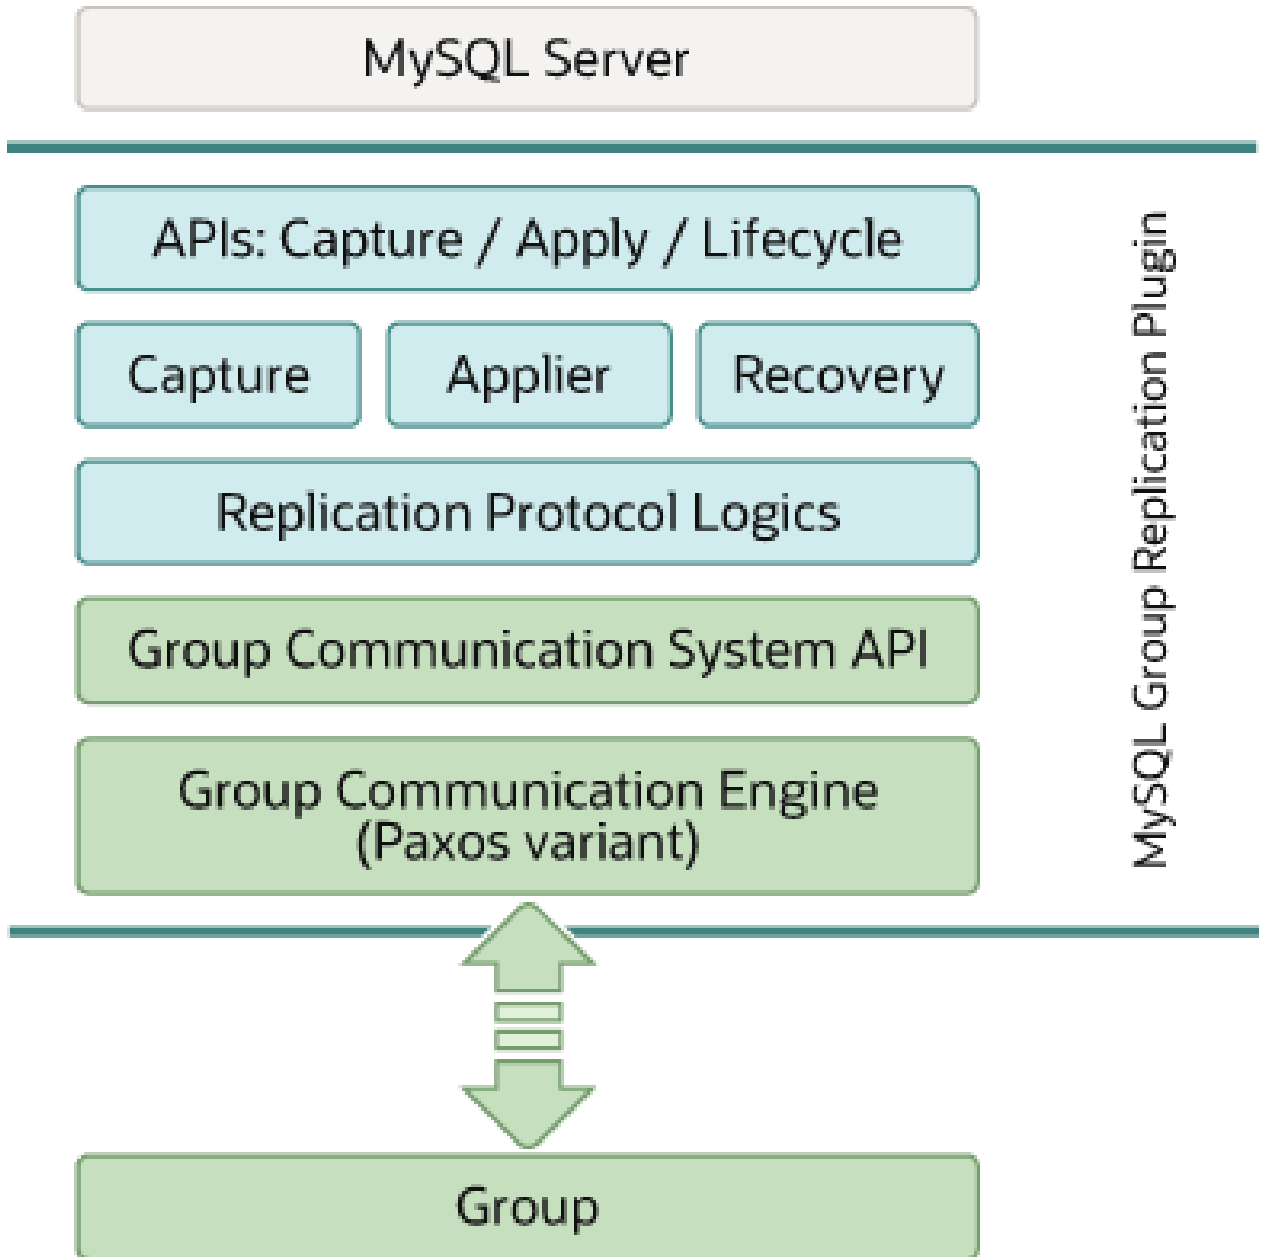 MySQL Server
APIs: Capture / Apply / Lifecycle
Capture
Applier
Recovery
Replication Protocol Logics
Group Communication System API
Group Communication Engine
(Paxos variant)
MySQL Group Replication Plugin
Group